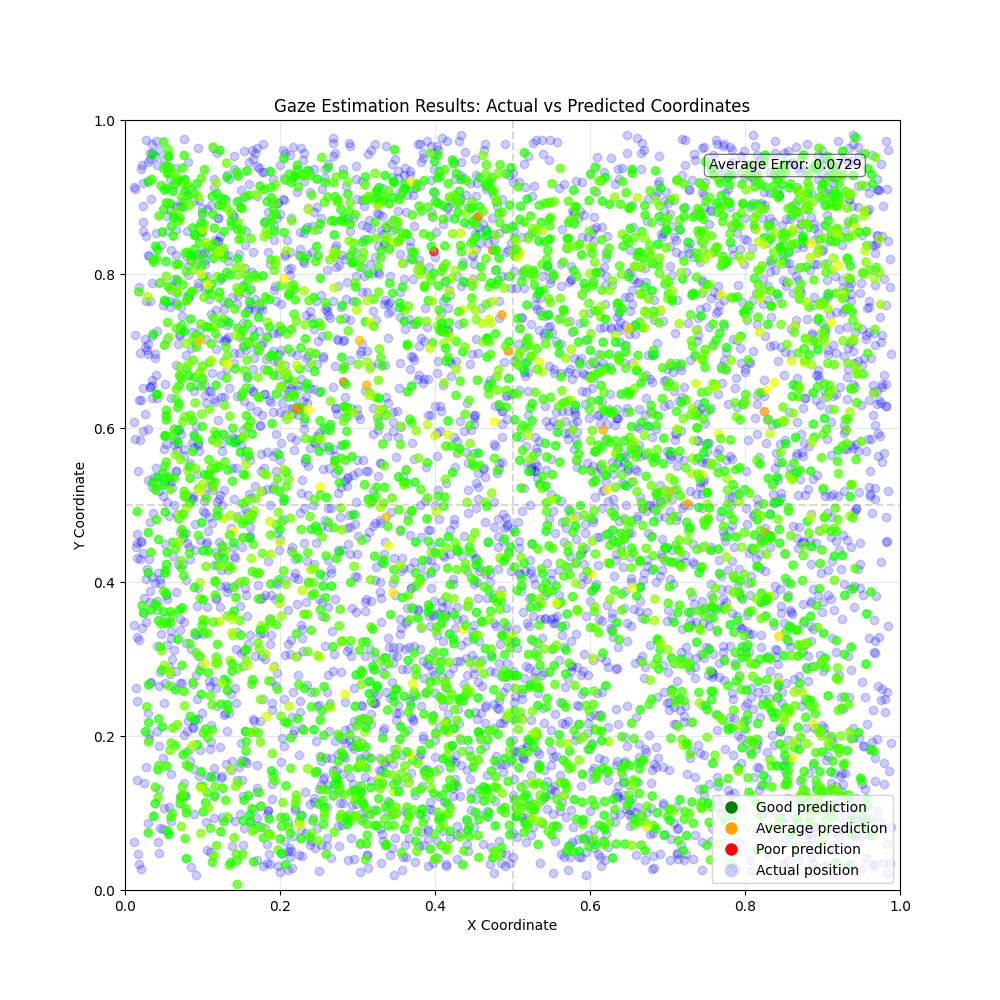 Gaze Estimation Results: Actual vs Predicted Coordinates
1.0
Average Error: 0.0729
0.8
0.6
Y Coordinate
0.4
0.2
Good prediction
Average prediction
Poor prediction
Actual position
0.0
0.0 0.2 0.4 0.6 0.8 1.0
X Coordinate